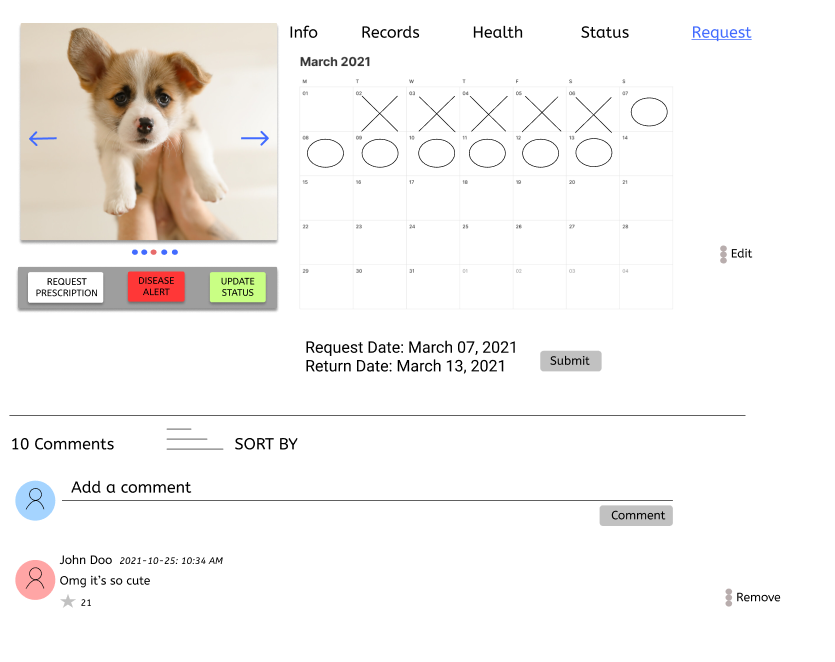 Info Records Health Status Request
March 2021
M T W T F S S
01 02 03 04 05 06 07
08 09 10 11 12 13 14
15 16 17 18 19 20 21
22 23 24 25 26 27 28
29 30 31 01 02 03 04
Edit
REQUEST
PRESCRIPTION
DISEASE
ALERT
UPDATE
STATUS
Request Date: March 07, 2021
Return Date: March 13, 2021
Submit
10 Comments
SORT BY
Add a comment
Comment
John Doo 2021-10-25: 10:34 AM
Omg it's so cute
21
Remove